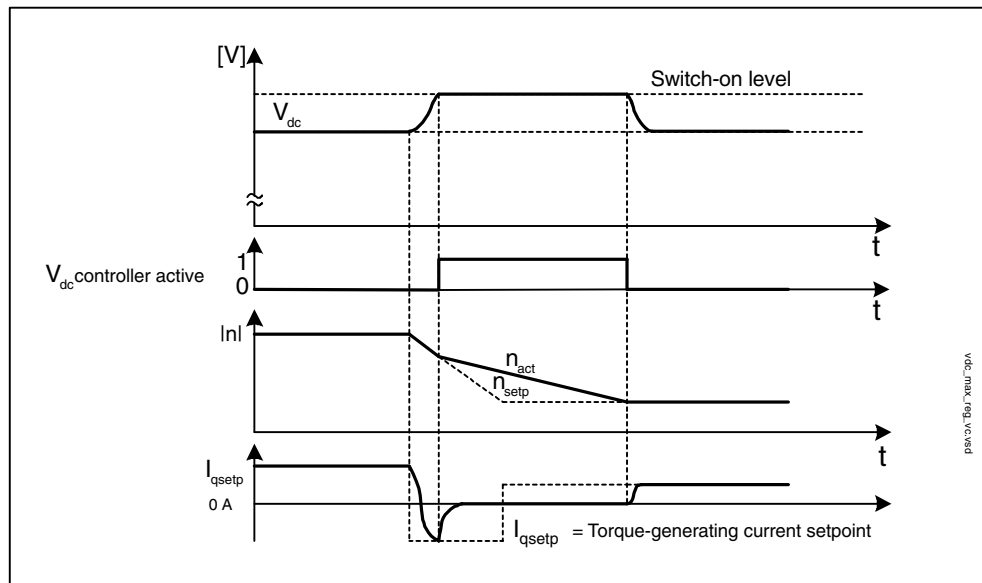 [V]
Switch-on level
Vdc
t
Vdc controller active
1
0
t
|n|
nact
nsetp
t
Iqsetp
0 A
Iqsetp = Torque-generating current setpoint
vdc_max_reg_vc.vsd